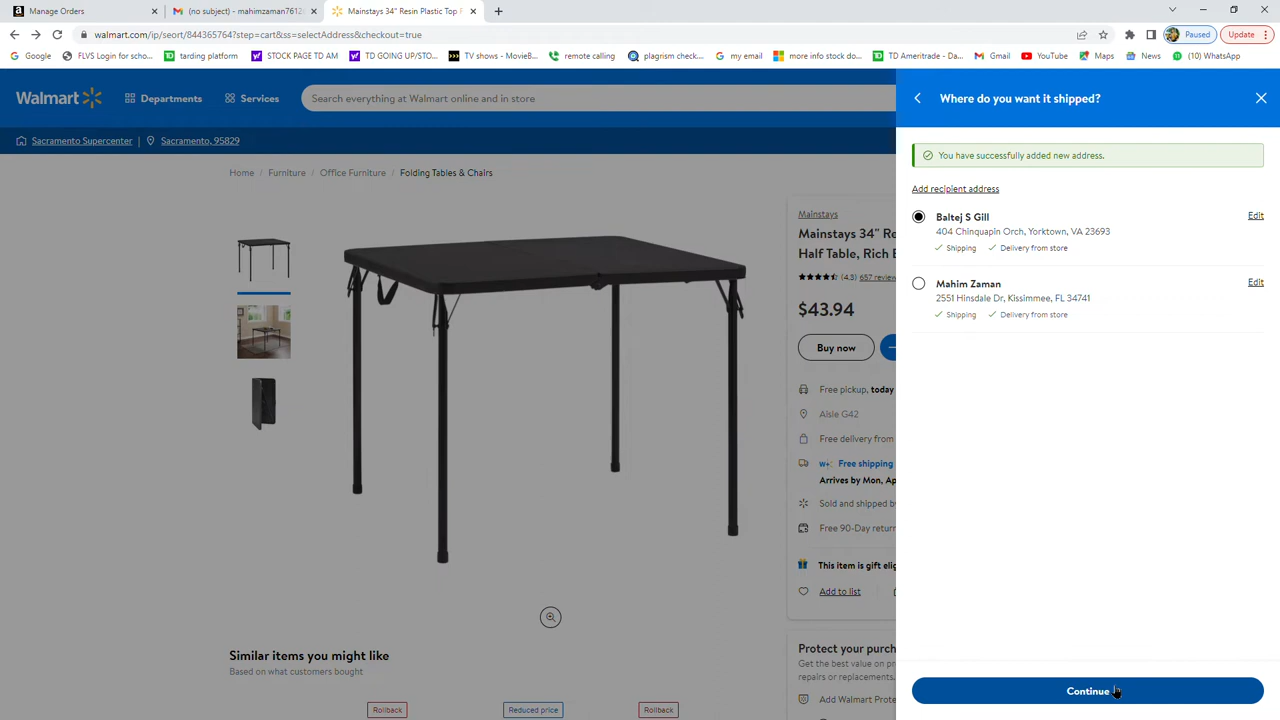 Manage Orders
(no subject) - mahimzaman7612
Mainstays 34" Resin Plastic Top F
walmart.com/ip/seort/844365764?step=cart&ss=selectAddress&checkout=true
Paused
Update
Google
FLVS Login for scho...
tarding platform
STOCK PAGE TD AM
TD GOING UP/STO...
TV shows - MovieB...
remote calling
plagrism check....
my email
more info stock do...
TD Ameritrade - Da...
Gmail
YouTube
Maps
News
(10) WhatsApp
Walmart
Departments
Services
Search everything at Walmart online and in store
Sacramento Supercenter
Sacramento, 95829
Home / Furniture / Office Furniture / Folding Tables & Chairs
Mainstays
Mainstays 34" Re
Half Table, Rich B
(4.3) 657 review
$43.94
Buy now
Free pickup, today
Aisle G42
Free delivery from
w+ Free shipping
Arrives by Mon, Ap
Sold and shipped by
Free 90-Day return
This item is gift elig
Add to list
Protect your purch
Get the best value on pr
repairs or replacements.
Add Walmart Prote
Similar items you might like
Based on what customers bought
Rollback
Reduced price
Rollback
Where do you want it shipped?
You have successfully added new address.
Add recipient address
Baltej S Gill
Edit
404 Chinquapin Orch, Yorktown, VA 23693
Shipping
Delivery from store
Mahim Zaman
Edit
2551 Hinsdale Dr, Kissimmee, FL 34741
Shipping
Delivery from store
Continue